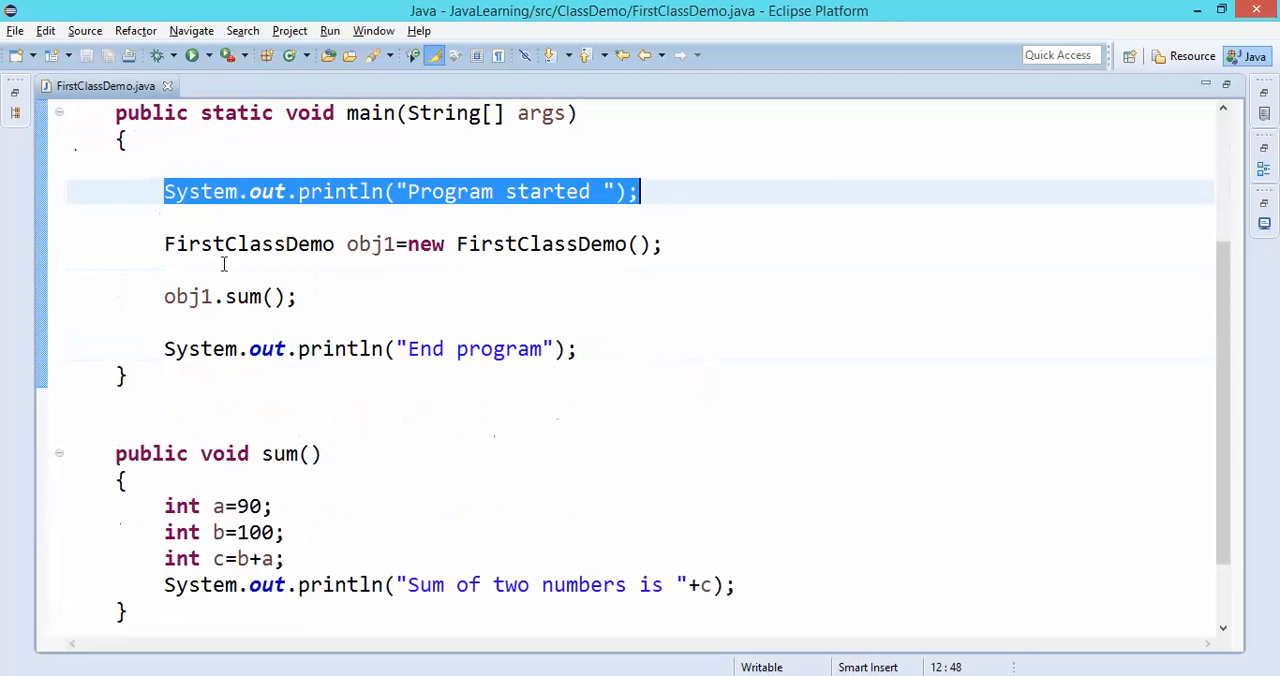 Java - JavaLearning/src/ClassDemo/FirstClassDemo.java - Eclipse Platform
File Edit Source Refactor Navigate Search Project Run Window Help
Quick Access Resource Java
FirstClassDemo.java
public static void main(String[] args)
{
System.out.println("Program started ");
FirstClassDemo obj1=new FirstClassDemo();
obj1.sum();
System.out.println("End program");
}
public void sum()
{
int a=90;
int b=100;
int c=b+a;
System.out.println("Sum of two numbers is "+c);
}
Writable Smart Insert 12 : 48